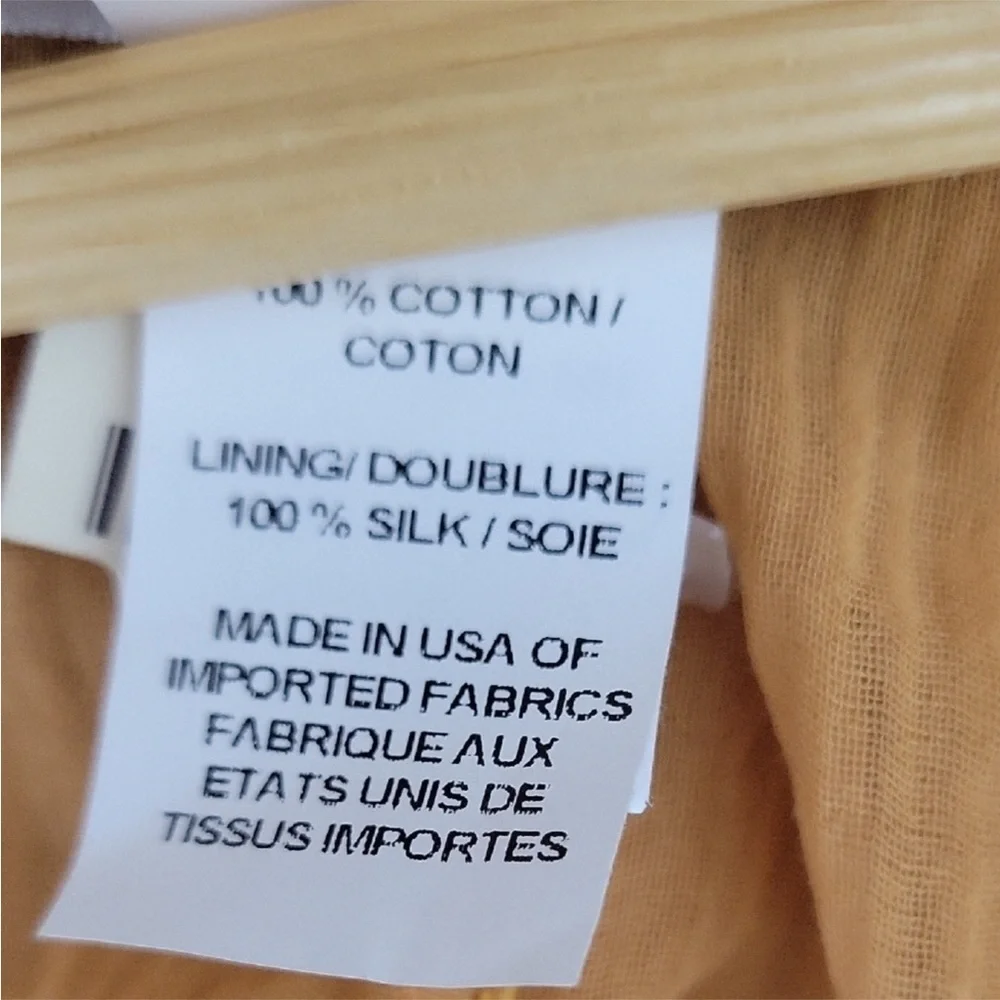 100 % COTTON /
COTON
LINING/ DOUBLURE :
100 % SILK / SOIE
MADE IN USA OF
IMPORTED FABRICS
FABRIQUE AUX
ETATS UNIS DE
TISSUS IMPORTES